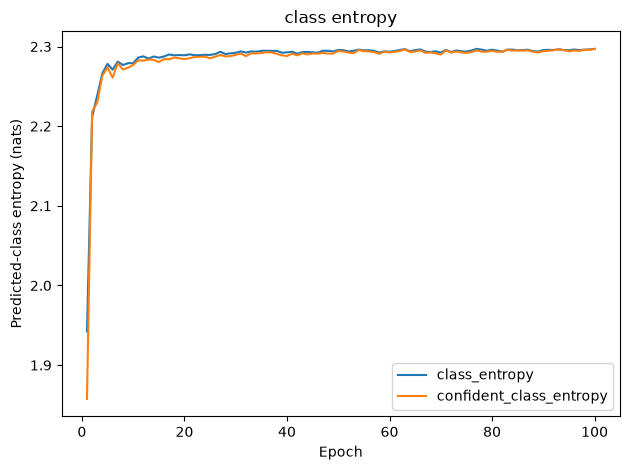 class entropy
Predicted-class entropy (nats)
2.3
2.2
2.1
2.0
1.9
0 20 40 60 80 100
Epoch
class_entropy
confident_class_entropy